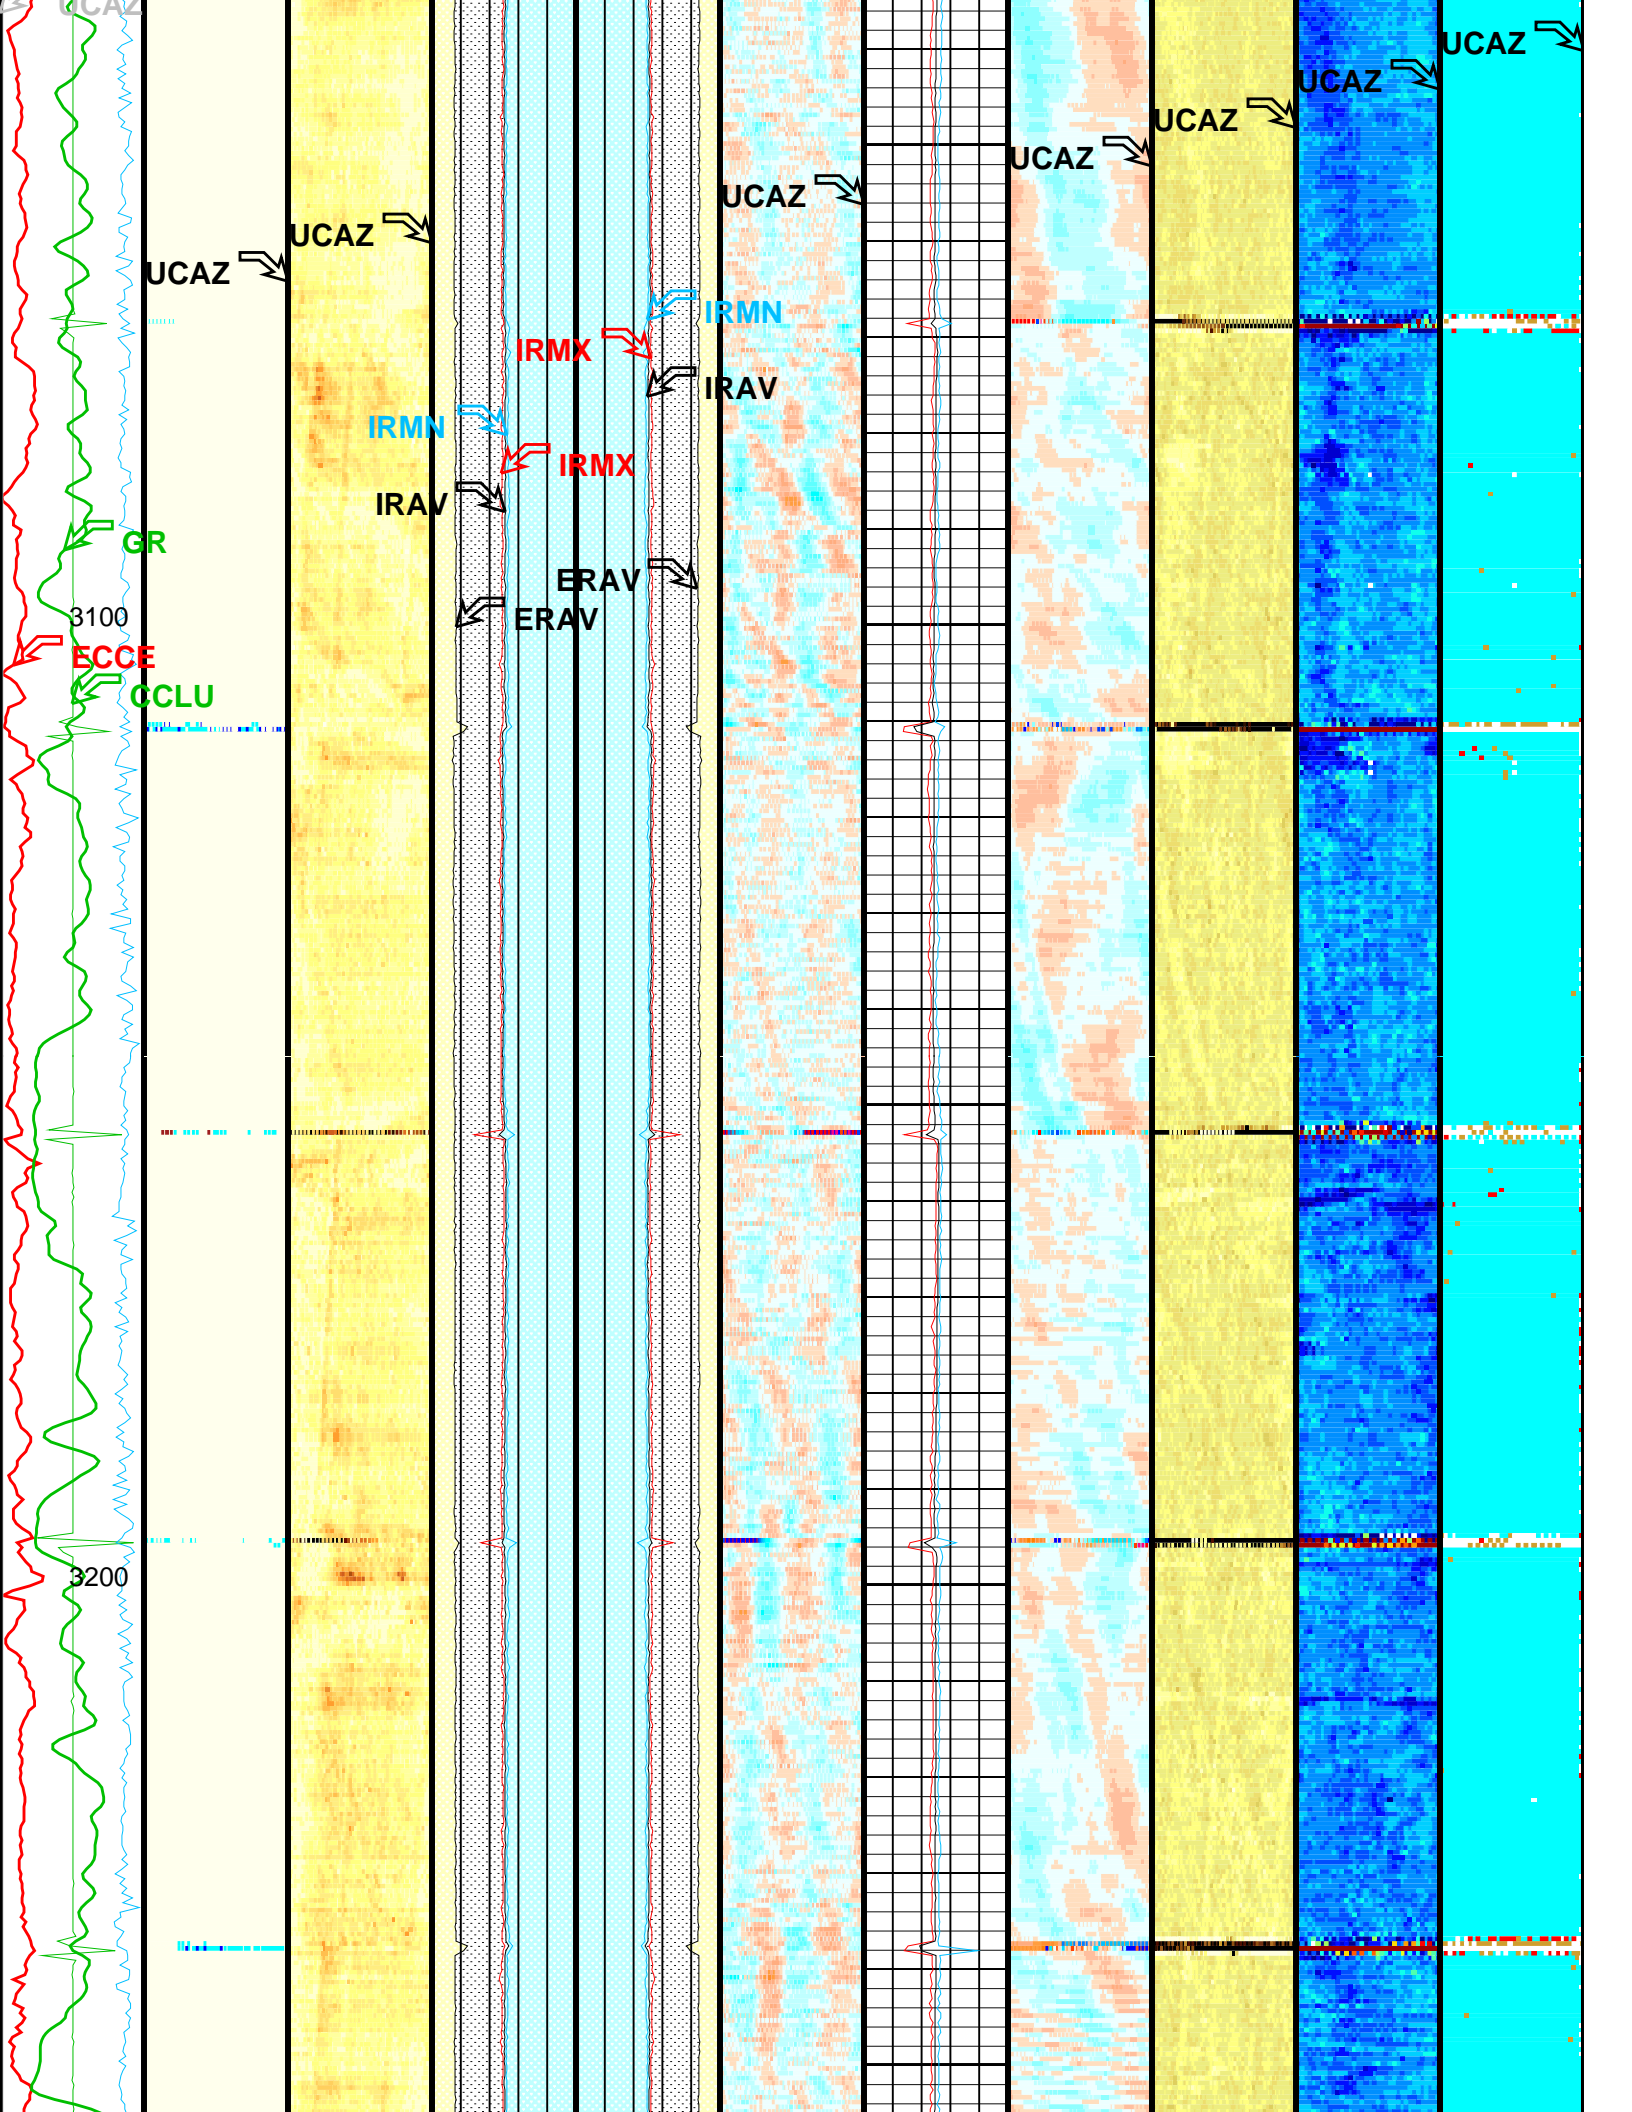 UCAZ
UCAZ
UCAZ
UCAZ
UCAZ
UCAZ
UCAZ
UCAZ
IRMN
IRMX
IRAV
IRMN
IRMX
IRAV
GR
ERAV
3100
ERAV
ECCE
CCLU
3200